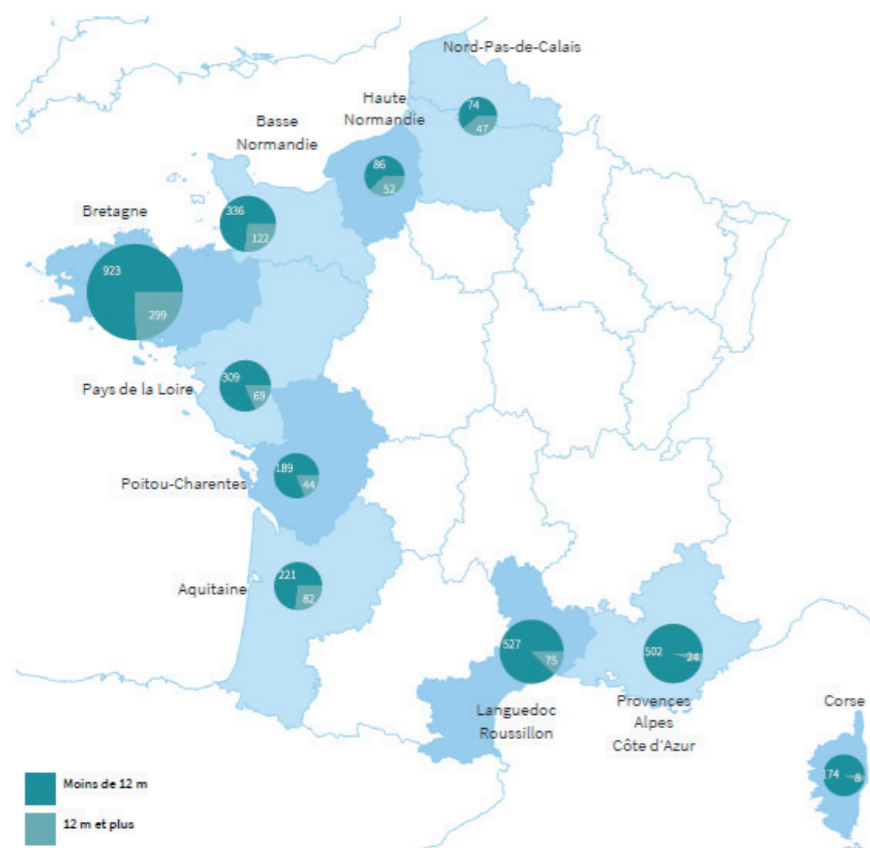 Nord-Pas-de-Calais
74
47
Haute
Normandie
86
52
Basse
Normandie
336
122
Bretagne
923
299
309
69
Pays de la Loire
189
44
Poitou-Charentes
221
82
Aquitaine
527
75
Languedoc
Roussillon
502
24
Provences
Alpes
Côte d'Azur
Corse
174
8
Moins de 12 m
12 m et plus